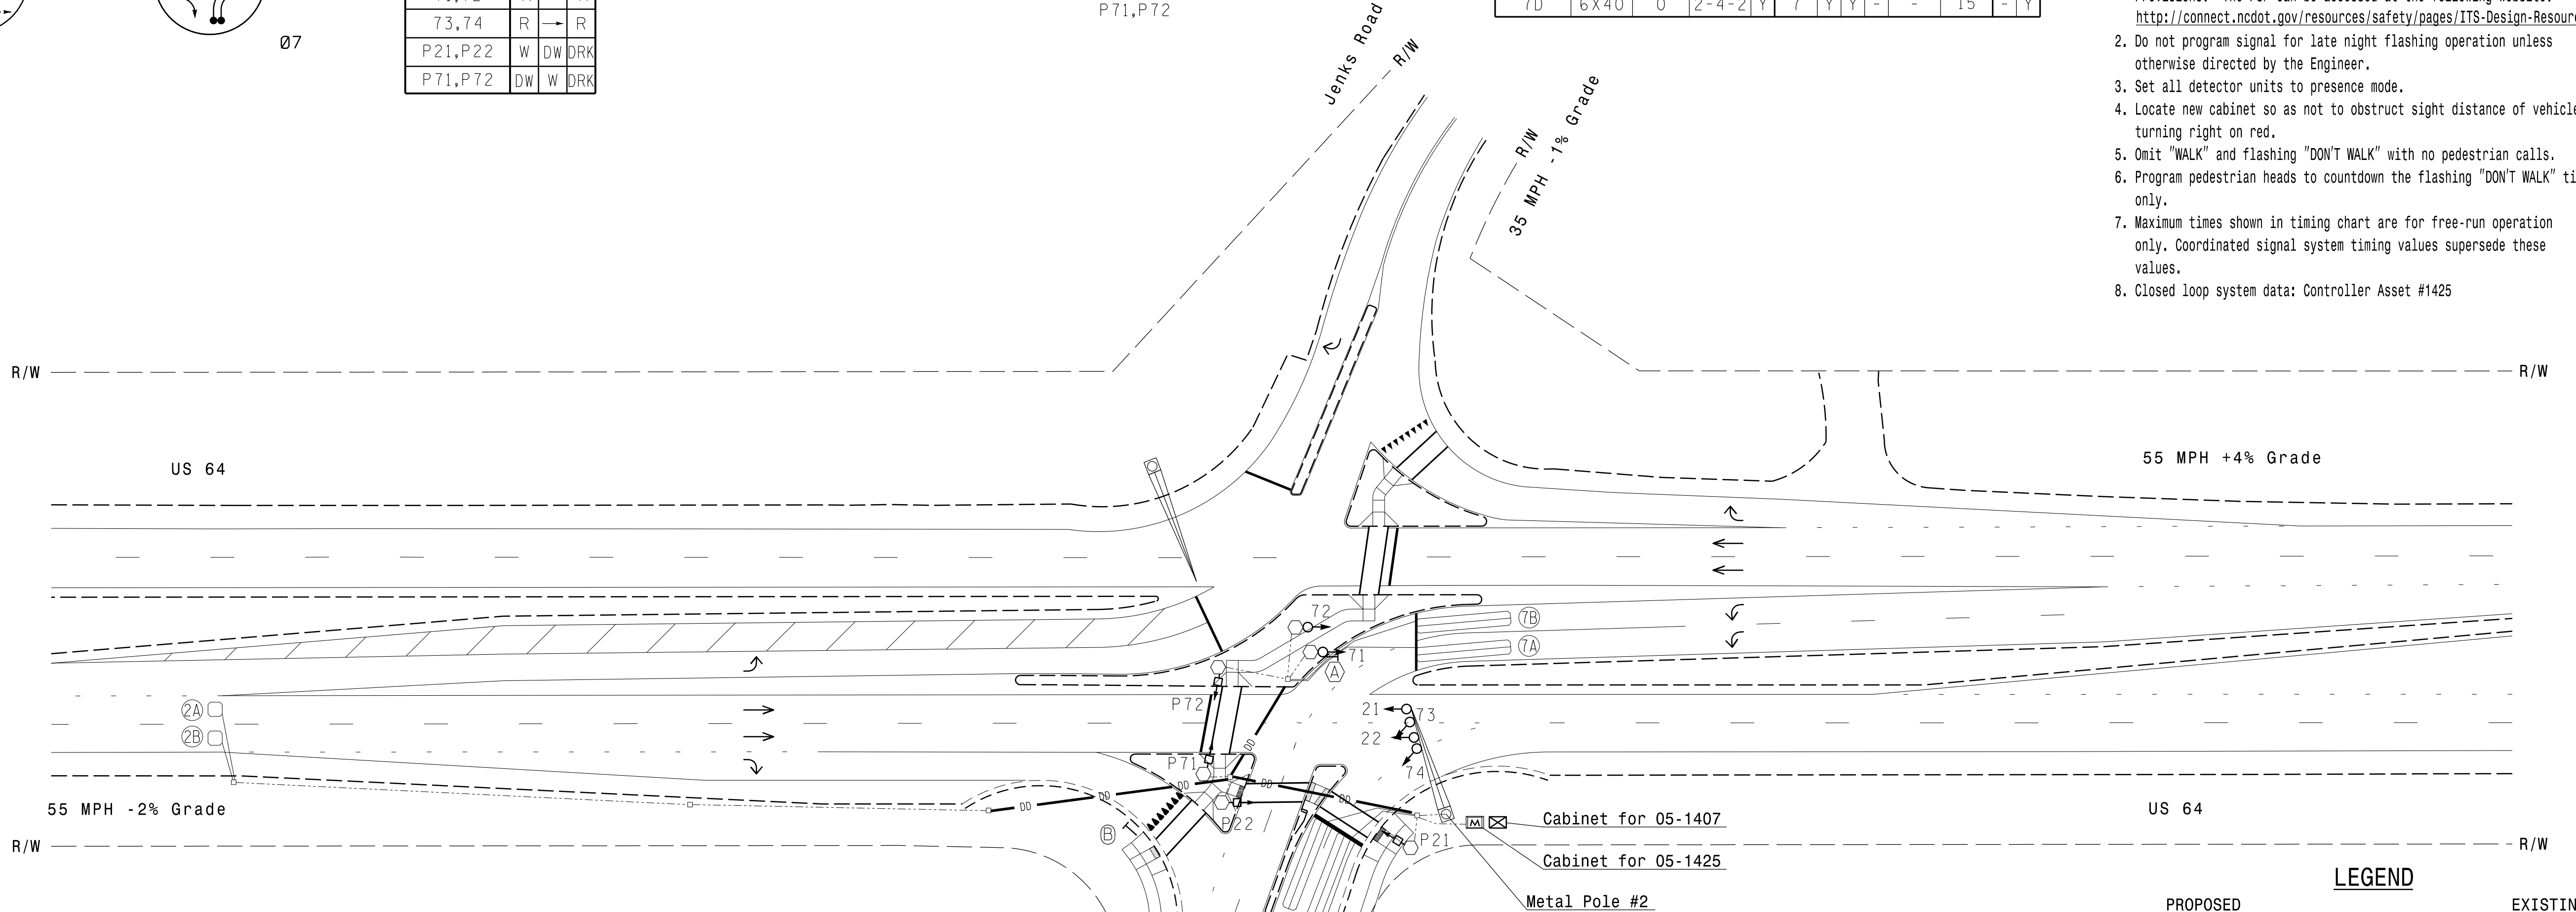 Ø7
73,74 R → R
P21,P22 W DW DRK
P71,P72 DW W DRK
P71,P72
7D 6X40 0 2-4-2 Y 7 Y Y - - 15 - Y
http://connect.ncdot.gov/resources/safety/pages/ITS-Design-Resour
2. Do not program signal for late night flashing operation unless
otherwise directed by the Engineer.
3. Set all detector units to presence mode.
4. Locate new cabinet so as not to obstruct sight distance of vehicle
turning right on red.
5. Omit "WALK" and flashing "DON'T WALK" with no pedestrian calls.
6. Program pedestrian heads to countdown the flashing "DON'T WALK" ti
only.
7. Maximum times shown in timing chart are for free-run operation
only. Coordinated signal system timing values supersede these
values.
8. Closed loop system data: Controller Asset #1425
Jenks Road
R/W
R/W
35 MPH -1% Grade
R/W
R/W
US 64
55 MPH +4% Grade
72
7B
7A
71
A
P72
2A
2B
21
73
22
74
DD
P71
DD
DD
DD
DD
DD
P22
P21
B
55 MPH -2% Grade
US 64
M
Cabinet for 05-1407
Cabinet for 05-1425
Metal Pole #2
R/W
R/W
LEGEND
PROPOSED
EXISTIN